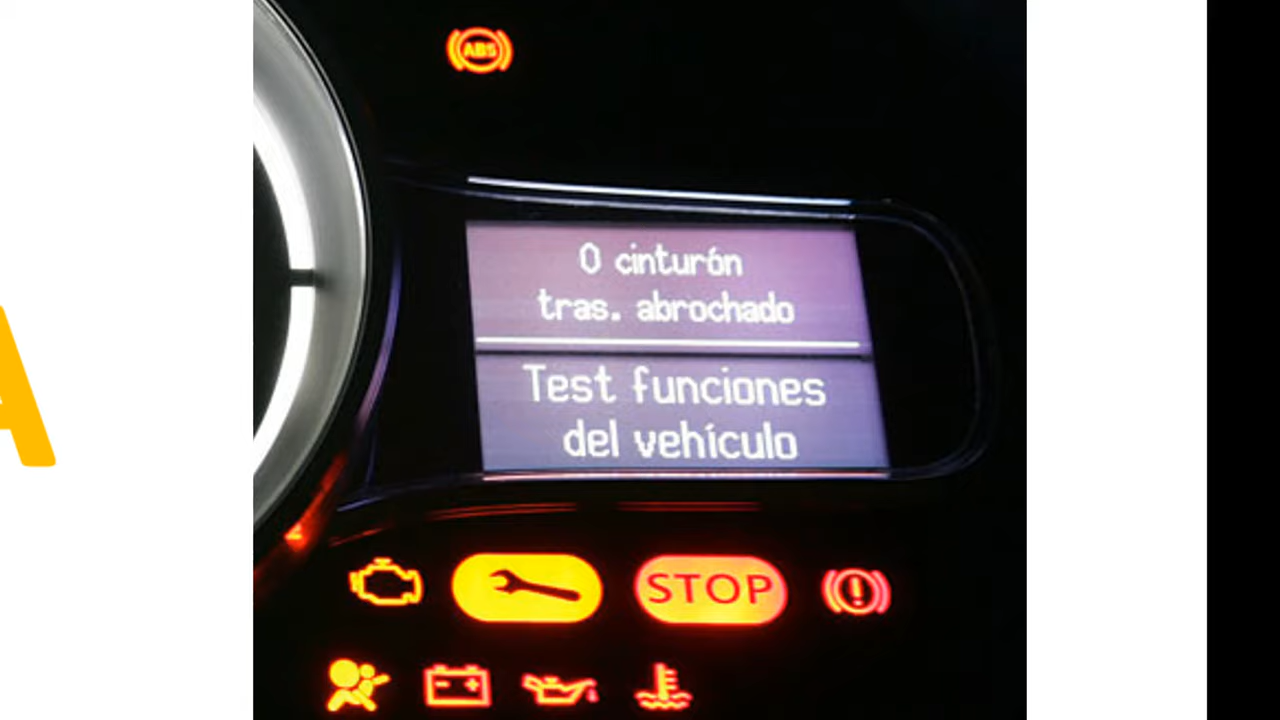 ABS
0 cinturón
tras. abrochado
Test funciones
del vehículo
STOP
A